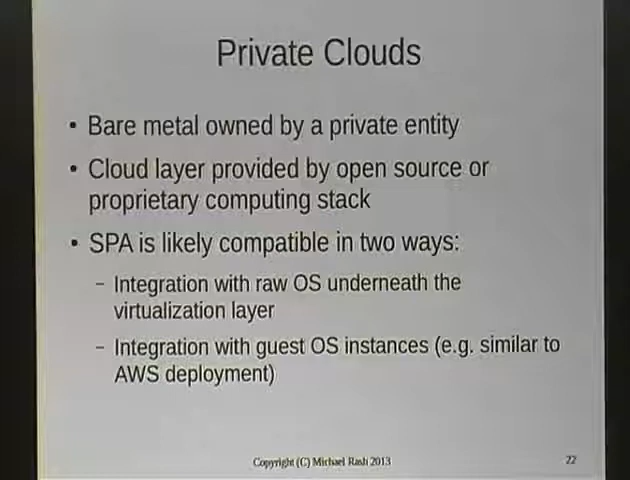 Private Clouds
• Bare metal owned by a private entity
• Cloud layer provided by open source or
proprietary computing stack
• SPA is likely compatible in two ways:
– Integration with raw OS underneath the
virtualization layer
– Integration with guest OS instances (e.g. similar to
AWS deployment)
Copyright (C) Michael Rash 2013
22